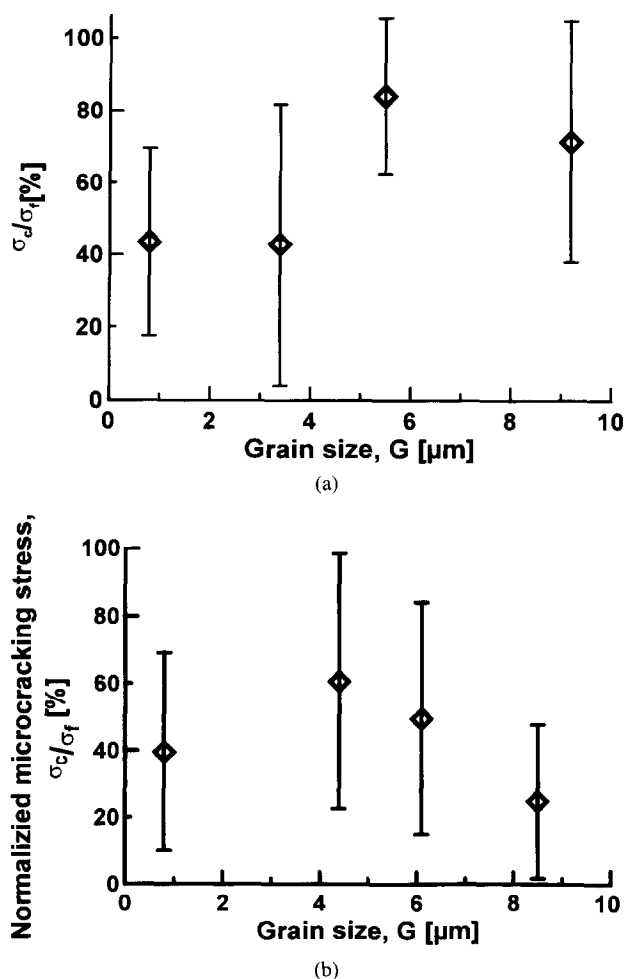 100
80
60
40
20
0
σc/σf[%]
0 2 4 6 8 10
Grain size, G [μm]
(a)
100
80
60
40
20
0
Normalizied microcracking stress,
σc/σf [%]
0 2 4 6 8 10
Grain size, G [μm]
(b)